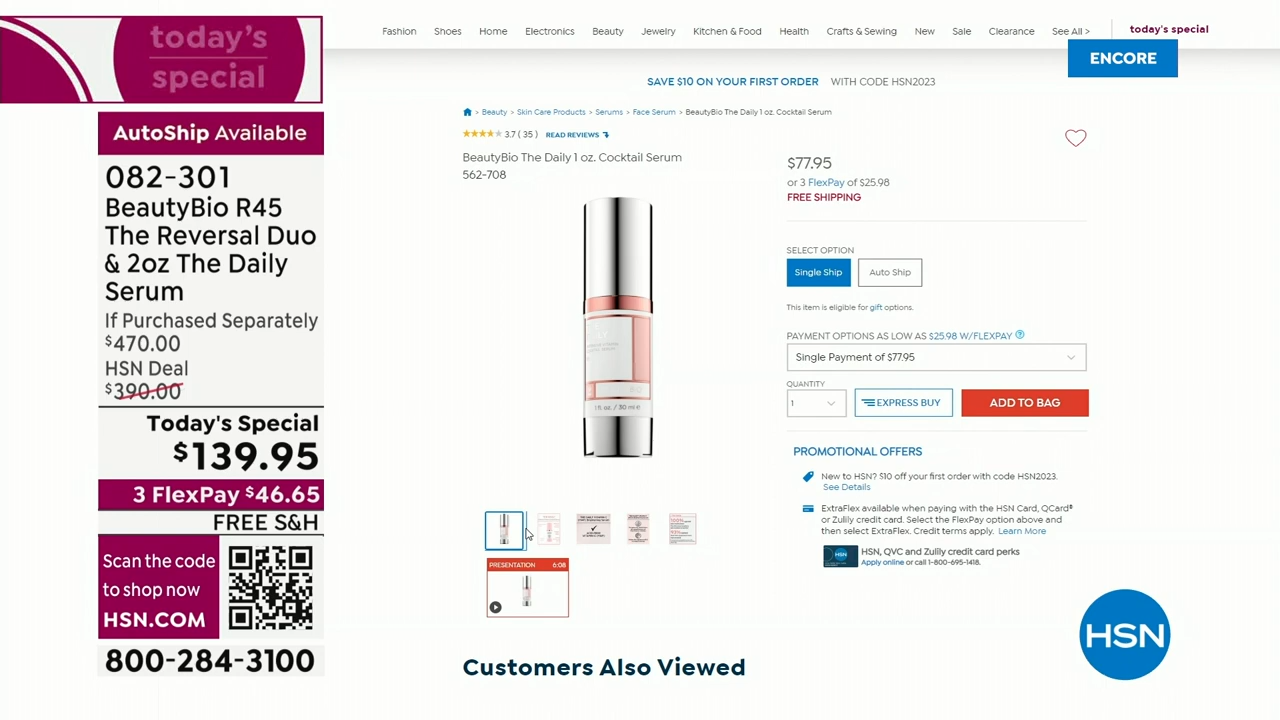 today's
special
AutoShip Available
082-301
BeautyBio R45
The Reversal Duo
& 2oz The Daily
Serum
If Purchased Separately
$470.00
HSN Deal
$390.00
Today's Special
$139.95
3 FlexPay $46.65
FREE S&H
Scan the code
to shop now
HSN.COM
800-284-3100
Fashion Shoes Home Electronics Beauty Jewelry Kitchen & Food Health Crafts & Sewing New Sale Clearance See All > today's special
ENCORE
SAVE $10 ON YOUR FIRST ORDER WITH CODE HSN2023
> Beauty > Skin Care Products > Serums > Face Serum > BeautyBio The Daily 1 oz. Cocktail Serum
3.7 ( 35 ) READ REVIEWS
BeautyBio The Daily 1 oz. Cocktail Serum
562-708
1 fl. oz. / 30 ml e
$77.95
or 3 FlexPay of $25.98
FREE SHIPPING
SELECT OPTION
Single Ship Auto Ship
This item is eligible for gift options.
PAYMENT OPTIONS AS LOW AS $25.98 W/FLEXPAY ?
Single Payment of $77.95
QUANTITY
1 EXPRESS BUY ADD TO BAG
PROMOTIONAL OFFERS
New to HSN? $10 off your first order with code HSN2023.
See Details
ExtraFlex available when paying with the HSN Card, QCard®
or Zulily credit card. Select the FlexPay option above and
then select ExtraFlex. Credit terms apply. Learn More
HSN, QVC and Zulily credit card perks
Apply online or call 1-800-695-1418.
PRESENTATION 6:08
HSN
Customers Also Viewed